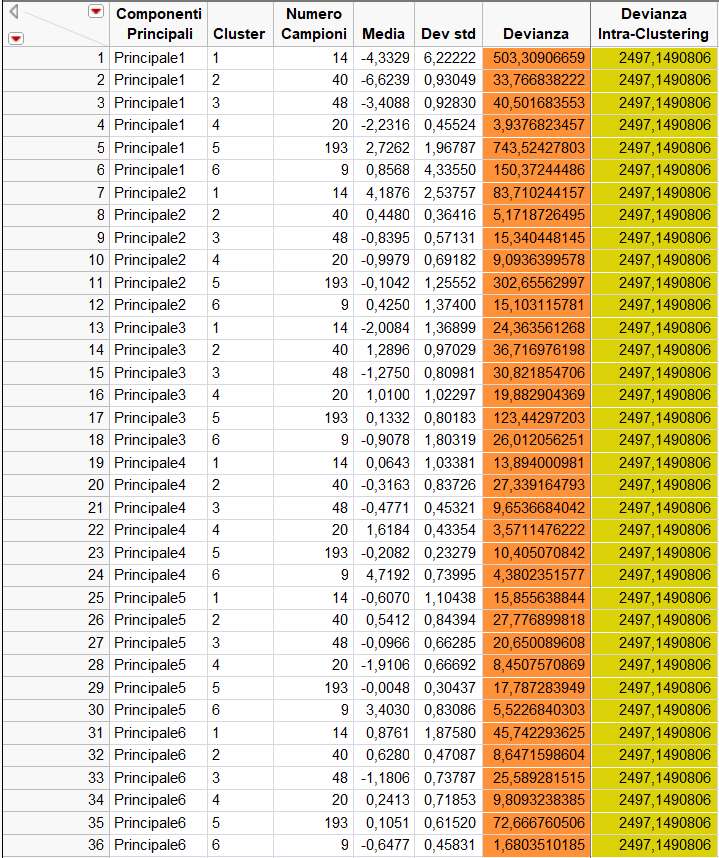 Componenti Principali Cluster Numero Campioni Media Dev std Devianza Devianza Intra-Clustering
1 Principale1 1 14 -4,3329 6,22222 503,30906659 2497,1490806
2 Principale1 2 40 -6,6239 0,93049 33,766838222 2497,1490806
3 Principale1 3 48 -3,4088 0,92830 40,501683553 2497,1490806
4 Principale1 4 20 -2,2316 0,45524 3,9376823457 2497,1490806
5 Principale1 5 193 2,7262 1,96787 743,52427803 2497,1490806
6 Principale1 6 9 0,8568 4,33550 150,37244486 2497,1490806
7 Principale2 1 14 4,1876 2,53757 83,710244157 2497,1490806
8 Principale2 2 40 0,4480 0,36416 5,1718726495 2497,1490806
9 Principale2 3 48 -0,8395 0,57131 15,340448145 2497,1490806
10 Principale2 4 20 -0,9979 0,69182 9,0936399578 2497,1490806
11 Principale2 5 193 -0,1042 1,25552 302,65562997 2497,1490806
12 Principale2 6 9 0,4250 1,37400 15,103115781 2497,1490806
13 Principale3 1 14 -2,0084 1,36899 24,363561268 2497,1490806
14 Principale3 2 40 1,2896 0,97029 36,716976198 2497,1490806
15 Principale3 3 48 -1,2750 0,80981 30,821854706 2497,1490806
16 Principale3 4 20 1,0100 1,02297 19,882904369 2497,1490806
17 Principale3 5 193 0,1332 0,80183 123,44297203 2497,1490806
18 Principale3 6 9 -0,9078 1,80319 26,012056251 2497,1490806
19 Principale4 1 14 0,0643 1,03381 13,894000981 2497,1490806
20 Principale4 2 40 -0,3163 0,83726 27,339164793 2497,1490806
21 Principale4 3 48 -0,4771 0,45321 9,6536684042 2497,1490806
22 Principale4 4 20 1,6184 0,43354 3,5711476222 2497,1490806
23 Principale4 5 193 -0,2082 0,23279 10,405070842 2497,1490806
24 Principale4 6 9 4,7192 0,73995 4,3802351577 2497,1490806
25 Principale5 1 14 -0,6070 1,10438 15,855638844 2497,1490806
26 Principale5 2 40 0,5412 0,84394 27,776899818 2497,1490806
27 Principale5 3 48 -0,0966 0,66285 20,650089608 2497,1490806
28 Principale5 4 20 -1,9106 0,66692 8,4507570869 2497,1490806
29 Principale5 5 193 -0,0048 0,30437 17,787283949 2497,1490806
30 Principale5 6 9 3,4030 0,83086 5,5226840303 2497,1490806
31 Principale6 1 14 0,8761 1,87580 45,742293625 2497,1490806
32 Principale6 2 40 0,6280 0,47087 8,6471598604 2497,1490806
33 Principale6 3 48 -1,1806 0,73787 25,589281515 2497,1490806
34 Principale6 4 20 0,2413 0,71853 9,8093238385 2497,1490806
35 Principale6 5 193 0,1051 0,61520 72,666760506 2497,1490806
36 Principale6 6 9 -0,6477 0,45831 1,6803510185 2497,1490806